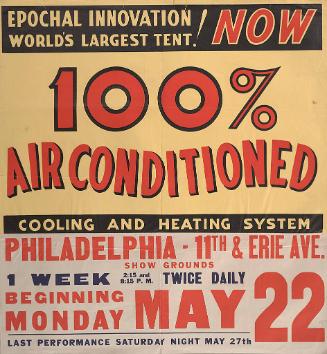 EPOCHAL INNOVATION!
WORLD'S LARGEST TENT!
NOW
100%
AIR CONDITIONED
COOLING AND HEATING SYSTEM
PHILADELPHIA - 11TH & ERIE AVE.
SHOW GROUNDS
1 WEEK 2:15 and 8:15 P. M. TWICE DAILY
BEGINNING
MONDAY MAY 22
LAST PERFORMANCE SATURDAY NIGHT MAY 27th